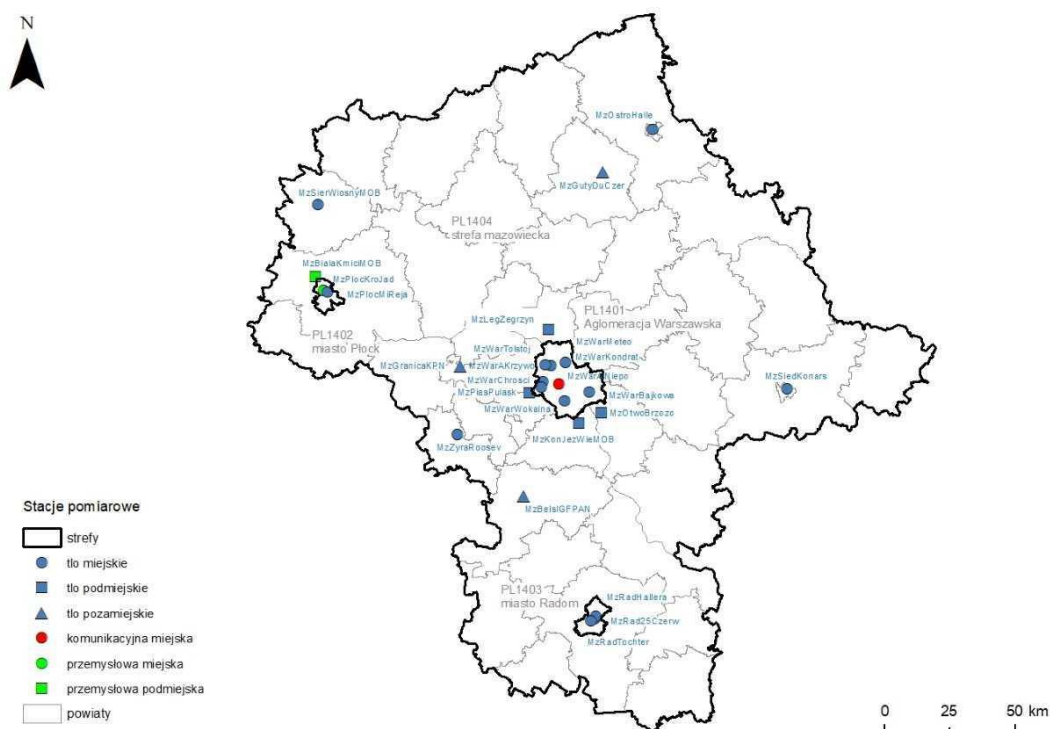 N
MzOstroHalle
MzGutyDuCzer
MzSierWiosnyMOB
PL1404
strefa mazowiecka
MzBialaKmiciMOB
MzPlocKroJad
MzPlocMiReja
PL1402
miasto Płock
MzLegZegrzyn
PL1401
Aglomeracja Warszawska
MzWarTolstoj
MzWarMeteo
MzWarKondrat
MzGranicaKPN
MzWarAKrzywo
MzWarChrosci
MzWarANiepo
MzPiasPulask
MzWarBajkowa
MzWarWokalna
MzOtwoBrzozo
MzKonJezWieMOB
MzSiedKonars
MzZyraRoosev
MzBelsIGFPAN
PL1403
miasto Radom
MzRadHallera
MzRad25Czerw
MzRadTochter
Stacje pomiarowe
strefy
tło miejskie
tło podmiejskie
tło pozamiejskie
komunikacyjna miejska
przemysłowa miejska
przemysłowa podmiejska
powiaty
0 25 50 km